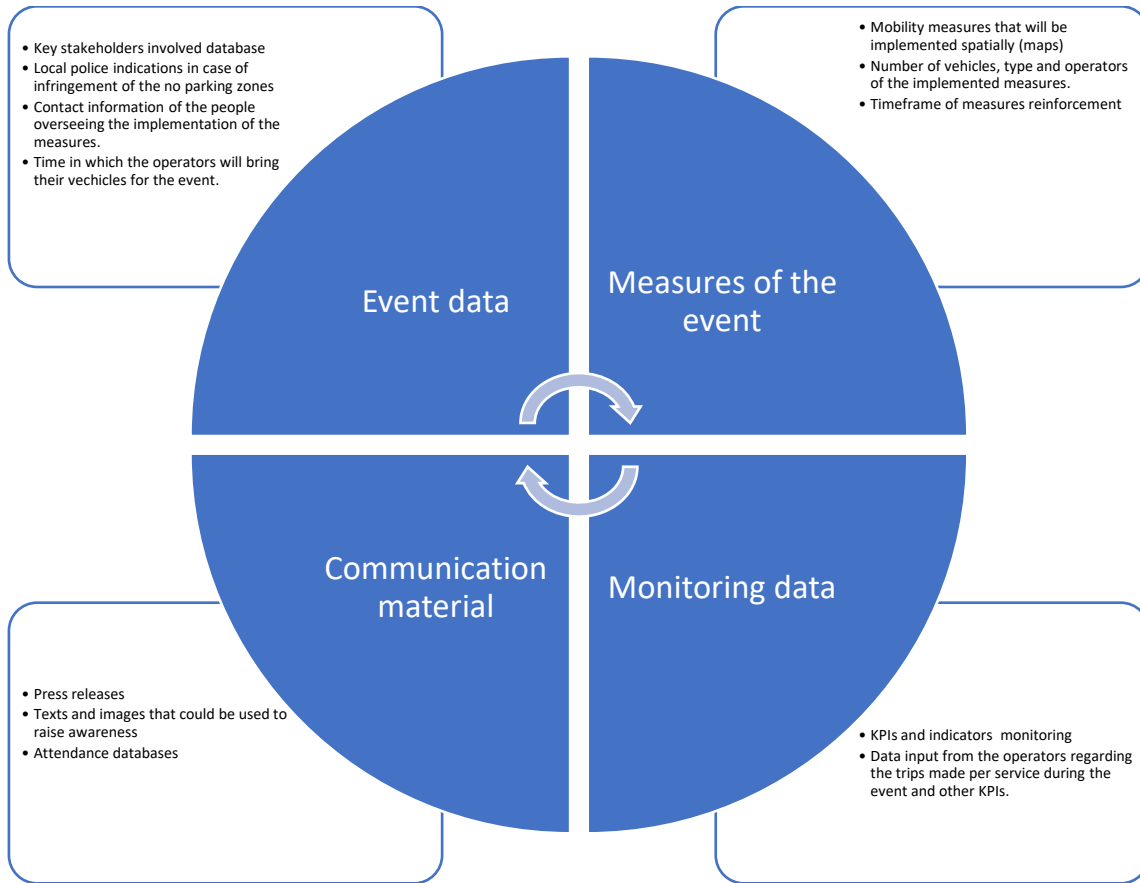 • Key stakeholders involved database
• Local police indications in case of
infringement of the no parking zones
• Contact information of the people
overseeing the implementation of the
measures.
• Time in which the operators will bring
their vechicles for the event.
• Mobility measures that will be
implemented spatially (maps)
• Number of vehicles, type and operators
of the implemented measures.
• Timeframe of measures reinforcement
Event data
Measures of the
event
Communication
material
Monitoring data
• Press releases
• Texts and images that could be used to
raise awareness
• Attendance databases
• KPIs and indicators  monitoring
• Data input from the operators regarding
the trips made per service during the
event and other KPIs.